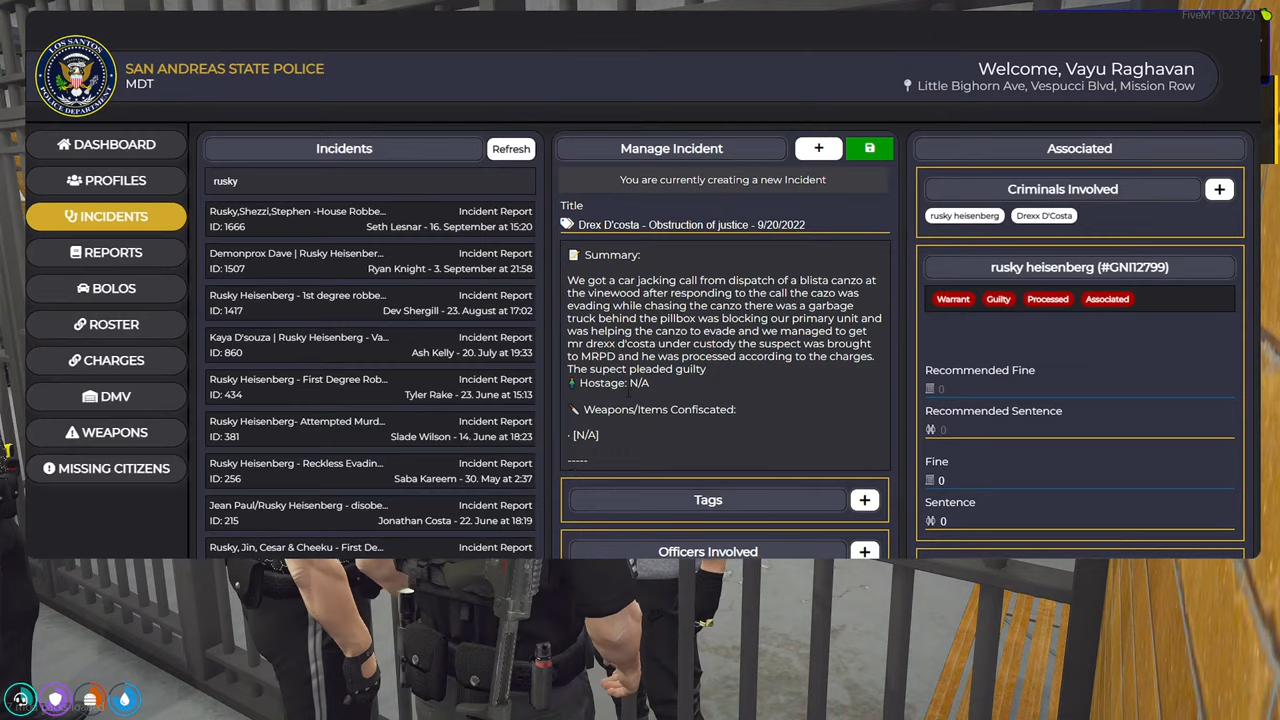 FiveM* (b2372)
LOS SANTOS
POLICE DEPARTMENT
SAN ANDREAS STATE POLICE
MDT
Welcome, Vayu Raghavan
Little Bighorn Ave, Vespucci Blvd, Mission Row
DASHBOARD
PROFILES
INCIDENTS
REPORTS
BOLOS
ROSTER
CHARGES
DMV
WEAPONS
MISSING CITIZENS
Incidents
Refresh
rusky
Rusky,Shezzi,Stephen -House Robbe...
Incident Report
ID: 1666
Seth Lesnar - 16. September at 15:20
Demonprox Dave | Rusky Heisenber...
Incident Report
ID: 1507
Ryan Knight - 3. September at 21:58
Rusky Heisenberg - 1st degree robbe...
Incident Report
ID: 1417
Dev Shergill - 23. August at 17:02
Kaya D'souza | Rusky Heisenberg - Va...
Incident Report
ID: 860
Ash Kelly - 20. July at 19:33
Rusky Heisenberg - First Degree Rob...
Incident Report
ID: 434
Tyler Rake - 23. June at 15:13
Rusky Heisenberg- Attempted Murd...
Incident Report
ID: 381
Slade Wilson - 14. June at 18:23
Rusky Heisenberg - Reckless Evadin...
Incident Report
ID: 256
Saba Kareem - 30. May at 2:37
Jean Paul/Rusky Heisenberg - disobe...
Incident Report
ID: 215
Jonathan Costa - 22. June at 18:19
Rusky, Jin, Cesar & Cheeku - First De...
Incident Report
Manage Incident
+
You are currently creating a new Incident
Title
Drexx D'costa - Obstruction of justice - 9/20/2022
Summary:
We got a car jacking call from dispatch of a blista canzo at
the vinewood after responding to the call the cazo was
evading while chasing the canzo there was a garbage
truck behind the pillbox was blocking our primary unit and
was helping the canzo to evade and we managed to get
mr drexx d'costa under custody the suspect was brought
to MRPD and he was processed according to the charges.
The supect pleaded guilty
Hostage: N/A
Weapons/Items Confiscated:
· [N/A]
-----
Tags
+
Officers Involved
+
Associated
Criminals Involved
+
rusky heisenberg
Drexx D'Costa
rusky heisenberg (#GNI12799)
Warrant
Guilty
Processed
Associated
Recommended Fine
0
Recommended Sentence
0
Fine
0
Sentence
0